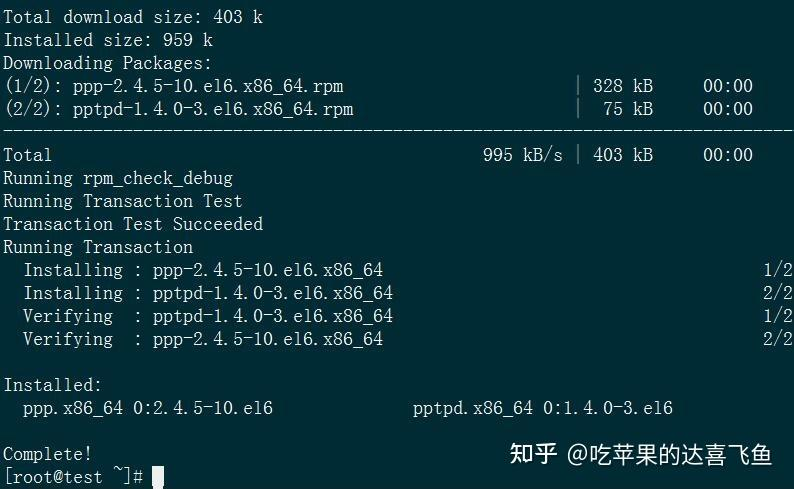 Total download size: 403 k
Installed size: 959 k
Downloading Packages:
(1/2): ppp-2.4.5-10.el6.x86_64.rpm | 328 kB 00:00
(2/2): pptpd-1.4.0-3.el6.x86_64.rpm | 75 kB 00:00
--------------------------------------------------------------------------------
Total 995 kB/s | 403 kB 00:00
Running rpm_check_debug
Running Transaction Test
Transaction Test Succeeded
Running Transaction
Installing : ppp-2.4.5-10.el6.x86_64 1/2
Installing : pptpd-1.4.0-3.el6.x86_64 2/2
Verifying : pptpd-1.4.0-3.el6.x86_64 1/2
Verifying : ppp-2.4.5-10.el6.x86_64 2/2
Installed:
ppp.x86_64 0:2.4.5-10.el6 pptpd.x86_64 0:1.4.0-3.el6
Complete!
[root@test ~]#
知乎 @吃苹果的达喜飞鱼